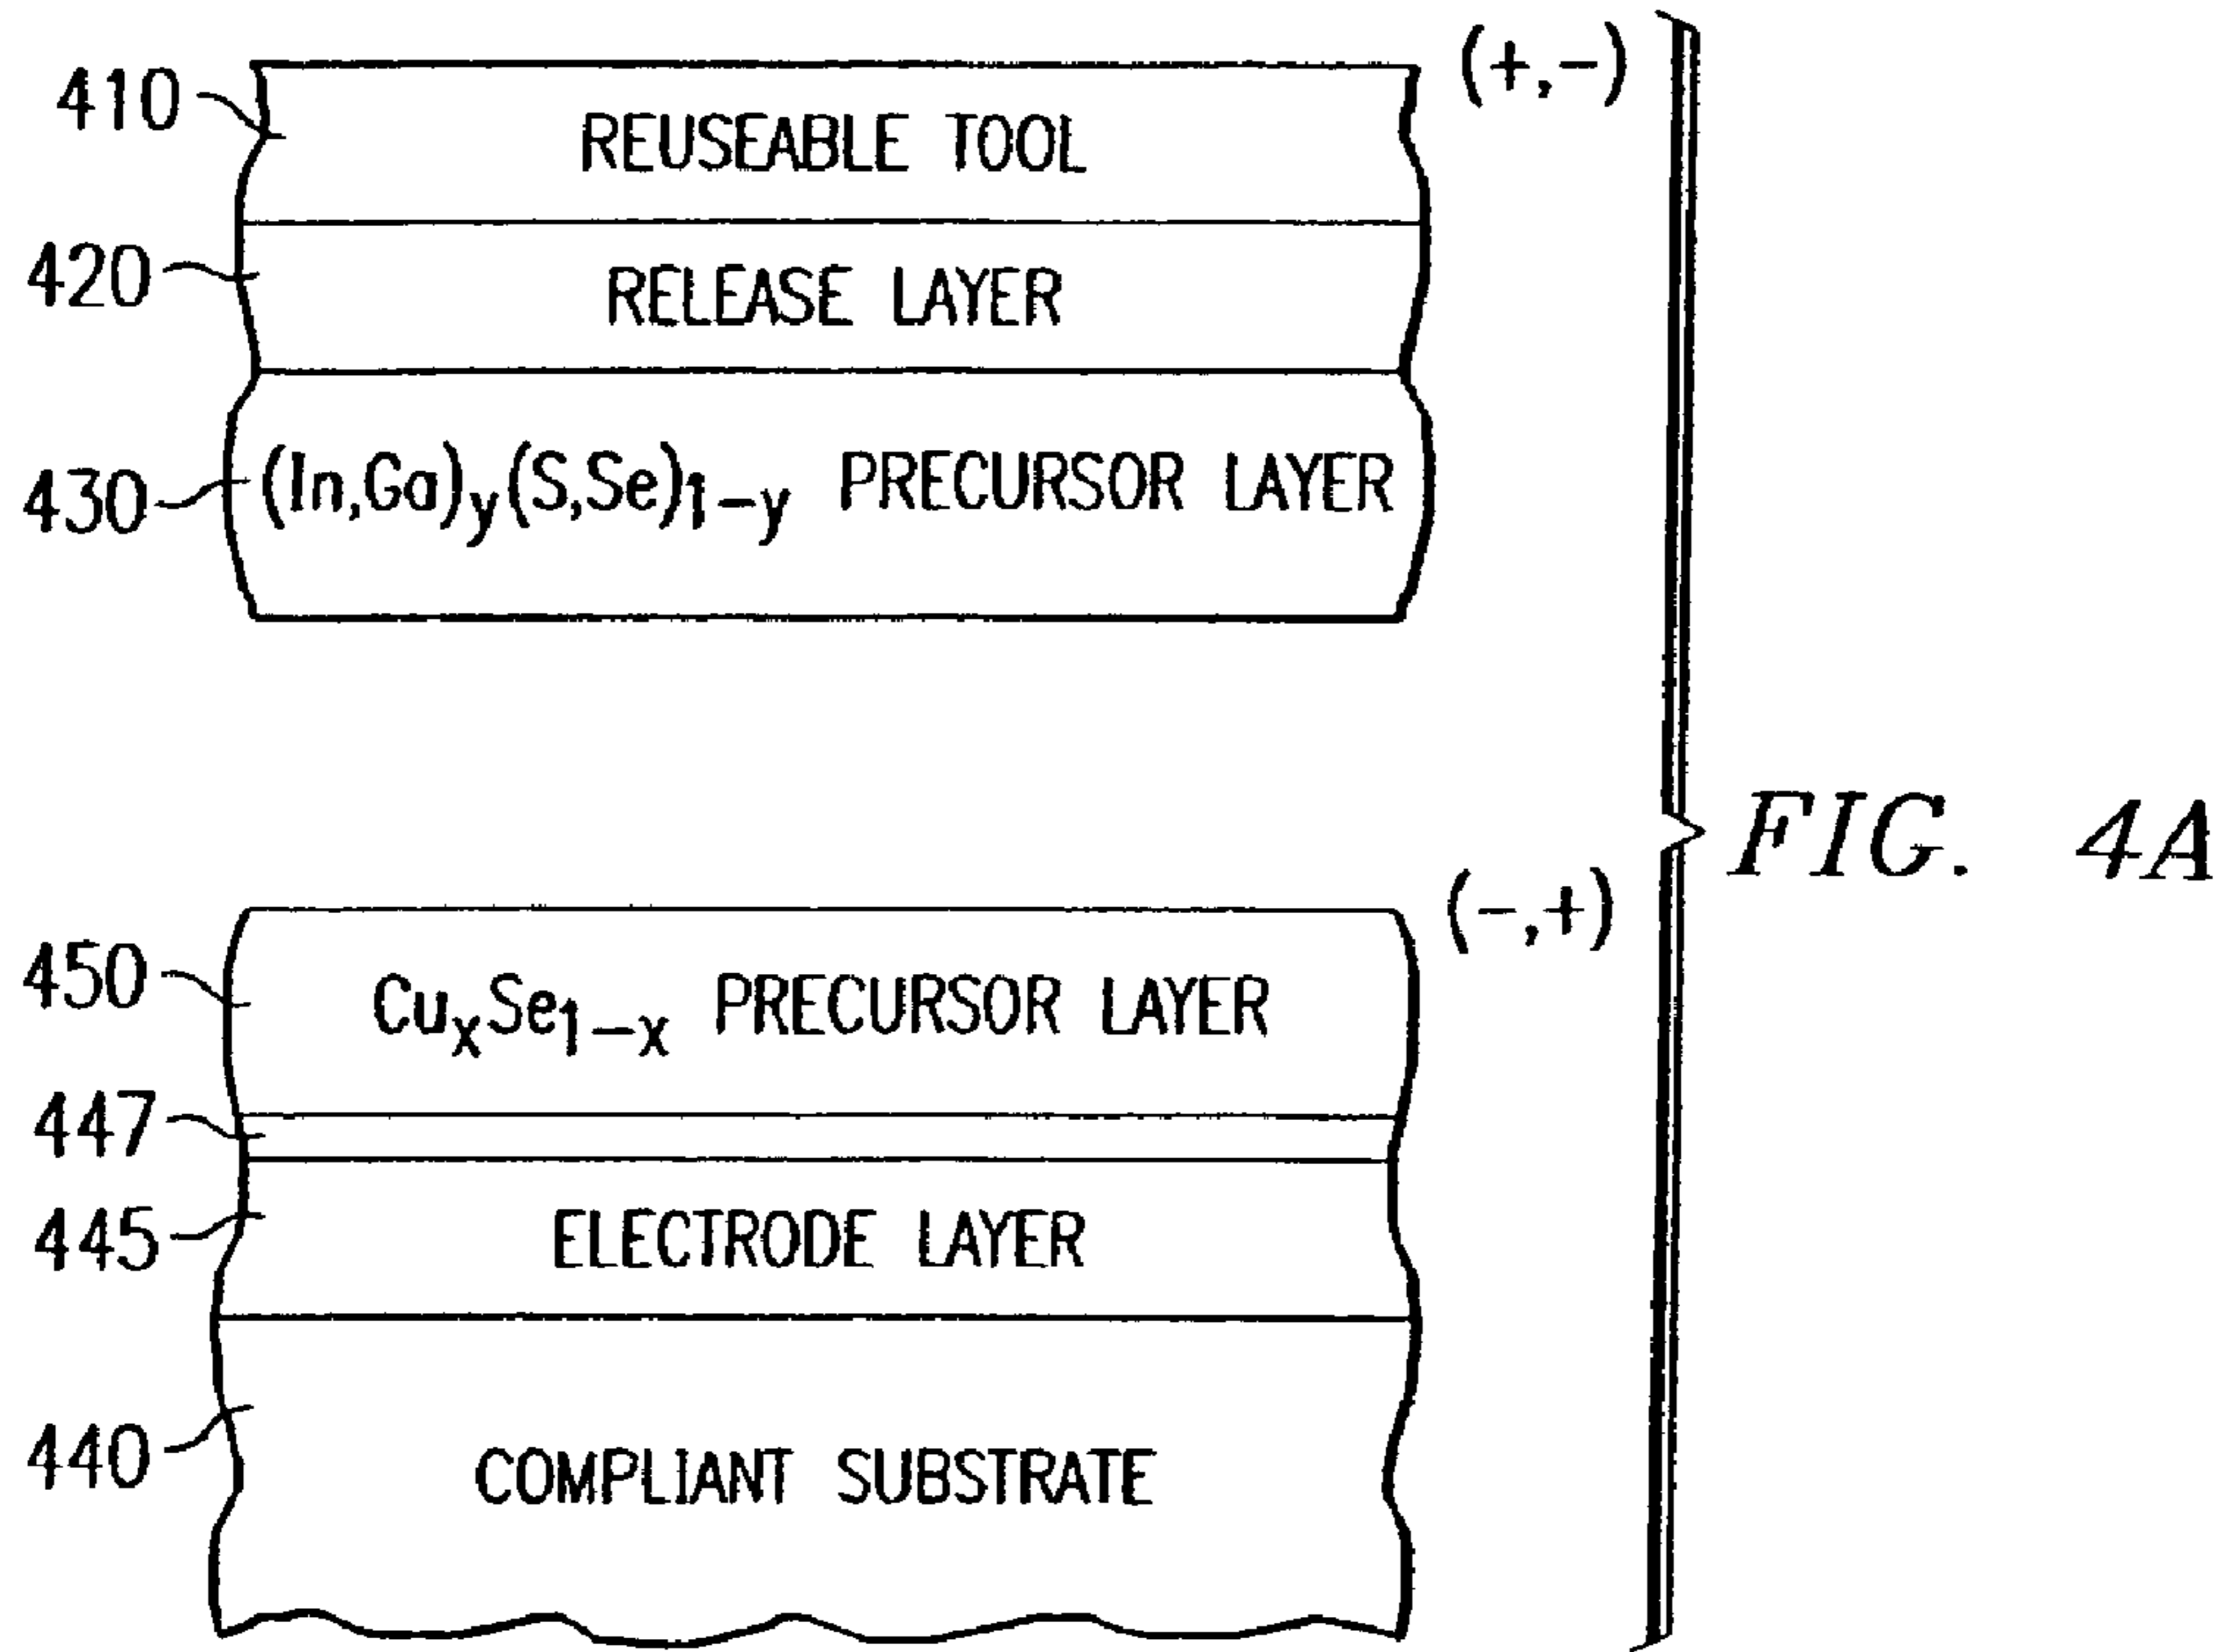 (+,-)
410 REUSEABLE TOOL
420 RELEASE LAYER
430 (In,Ga)y(S,Se)1-y PRECURSOR LAYER
FIG. 4A
(-,+)
450 CuxSe1-x PRECURSOR LAYER
447
445 ELECTRODE LAYER
440 COMPLIANT SUBSTRATE